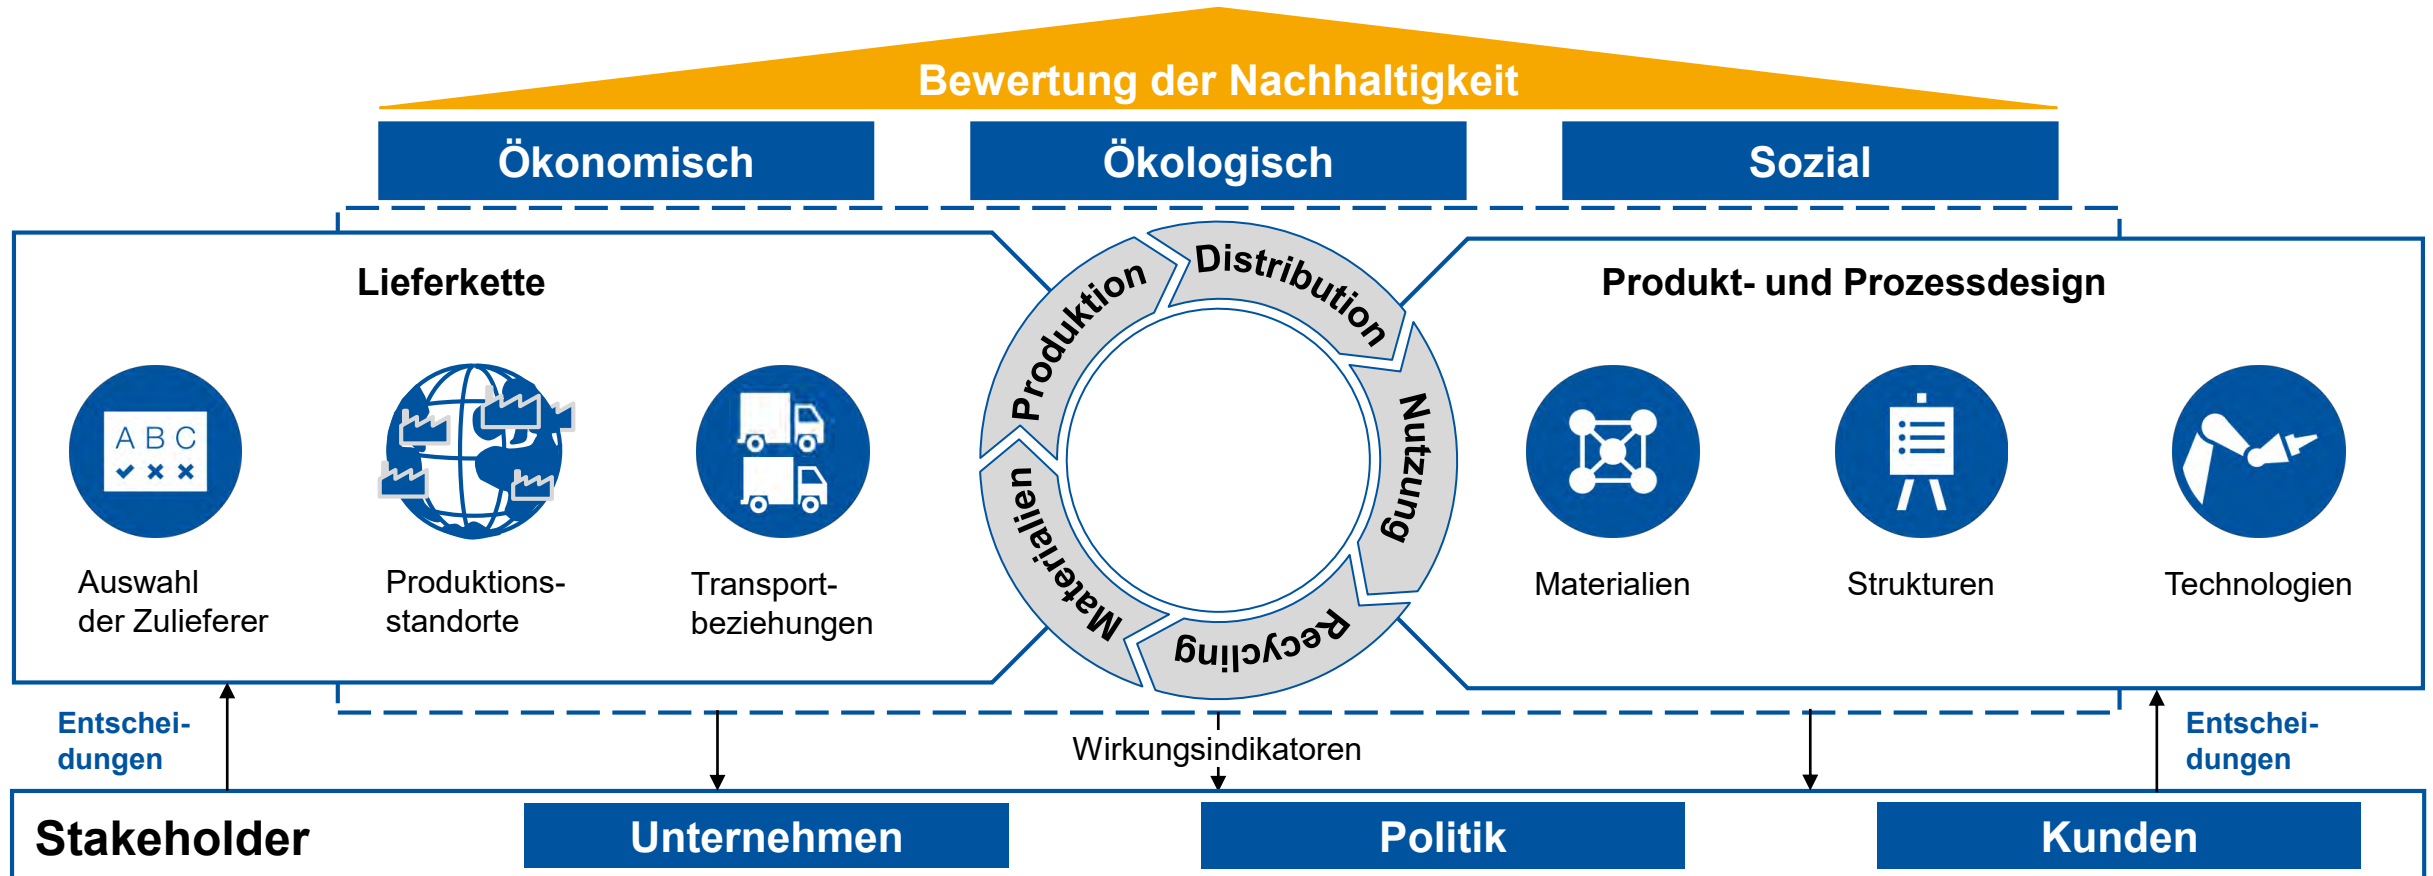 Bewertung der Nachhaltigkeit
Ökonomisch
Ökologisch
Sozial
Lieferkette
A B C
Auswahl
der Zulieferer
Produktions-
standorte
Transport-
beziehungen
Produktion
Distribution
Nutzung
Recycling
Materialien
Produkt- und Prozessdesign
Materialien
Strukturen
Technologien
Entschei-
dungen
Wirkungsindikatoren
Entschei-
dungen
Stakeholder
Unternehmen
Politik
Kunden